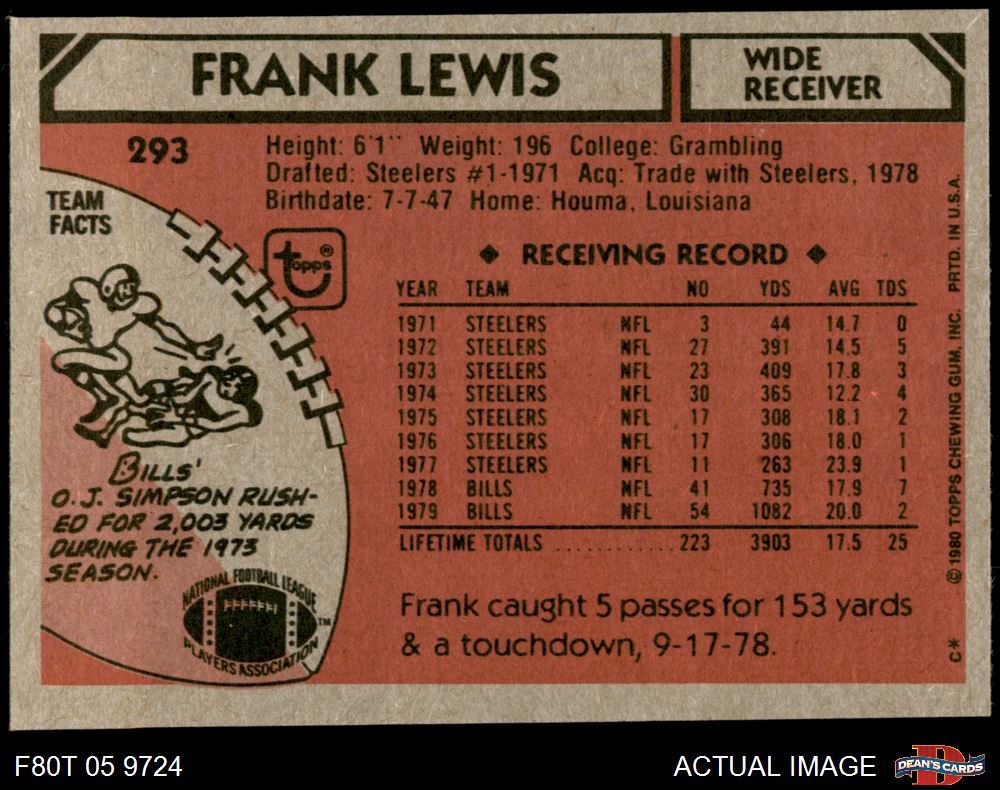 FRANK LEWIS
WIDE
RECEIVER
293
Height: 6'1" Weight: 196 College: Grambling
Drafted: Steelers #1-1971 Acq: Trade with Steelers, 1978
Birthdate: 7-7-47 Home: Houma, Louisiana
TEAM
FACTS
topps ®
◆ RECEIVING RECORD ◆
YEAR TEAM NO YDS AVG TDS
1971 STEELERS NFL 3 44 14.7 0
1972 STEELERS NFL 27 391 14.5 5
1973 STEELERS NFL 23 409 17.8 3
1974 STEELERS NFL 30 365 12.2 4
1975 STEELERS NFL 17 308 18.1 2
1976 STEELERS NFL 17 306 18.0 1
1977 STEELERS NFL 11 263 23.9 1
1978 BILLS NFL 41 735 17.9 7
1979 BILLS NFL 54 1082 20.0 2
LIFETIME TOTALS ............ 223 3903 17.5 25
Frank caught 5 passes for 153 yards
& a touchdown, 9-17-78.
BILLS'
O.J. SIMPSON RUSH-
ED FOR 2,003 YARDS
DURING THE 1973
SEASON.
NATIONAL FOOTBALL LEAGUE
PLAYERS ASSOCIATION ™
C* © 1980 TOPPS CHEWING GUM, INC. PRTD. IN U.S.A.
F80T 05 9724
ACTUAL IMAGE
DEAN'S CARDS